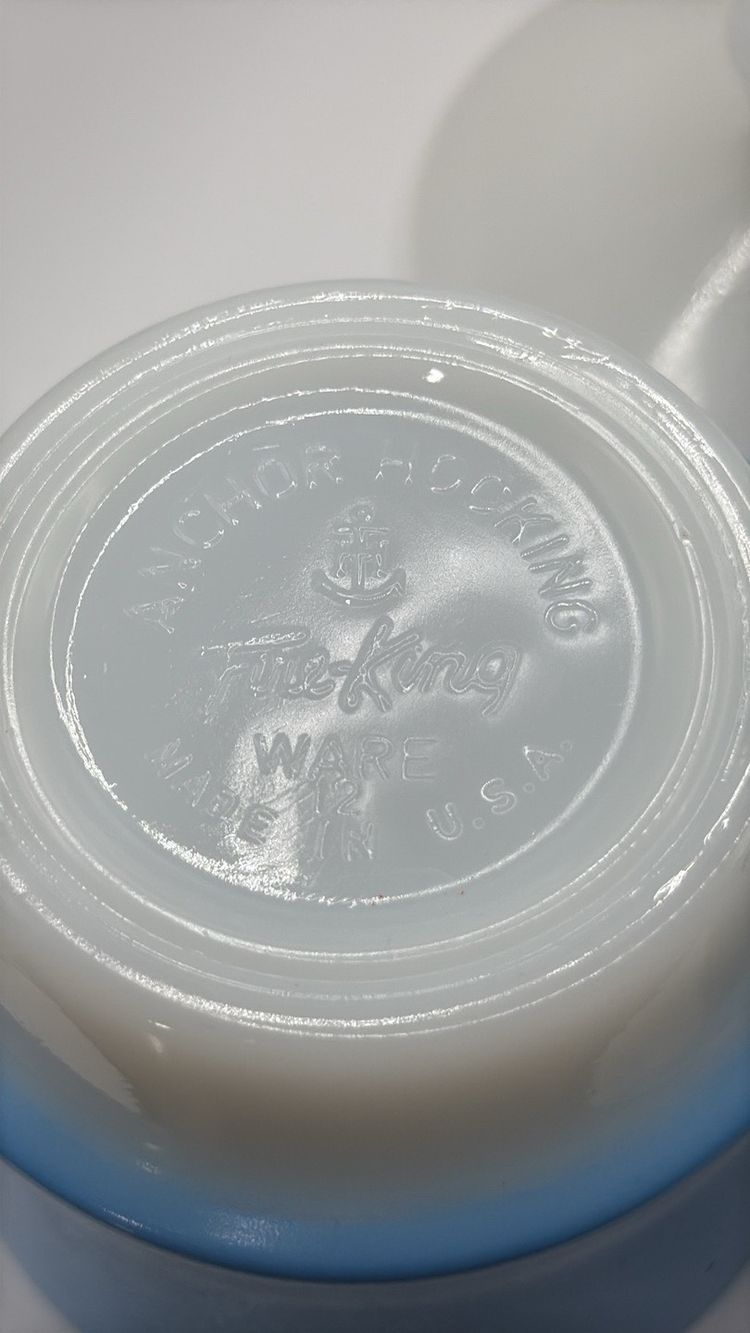 ANCHOR HOCKING
Fire-King
WARE
12
MADE IN U.S.A.